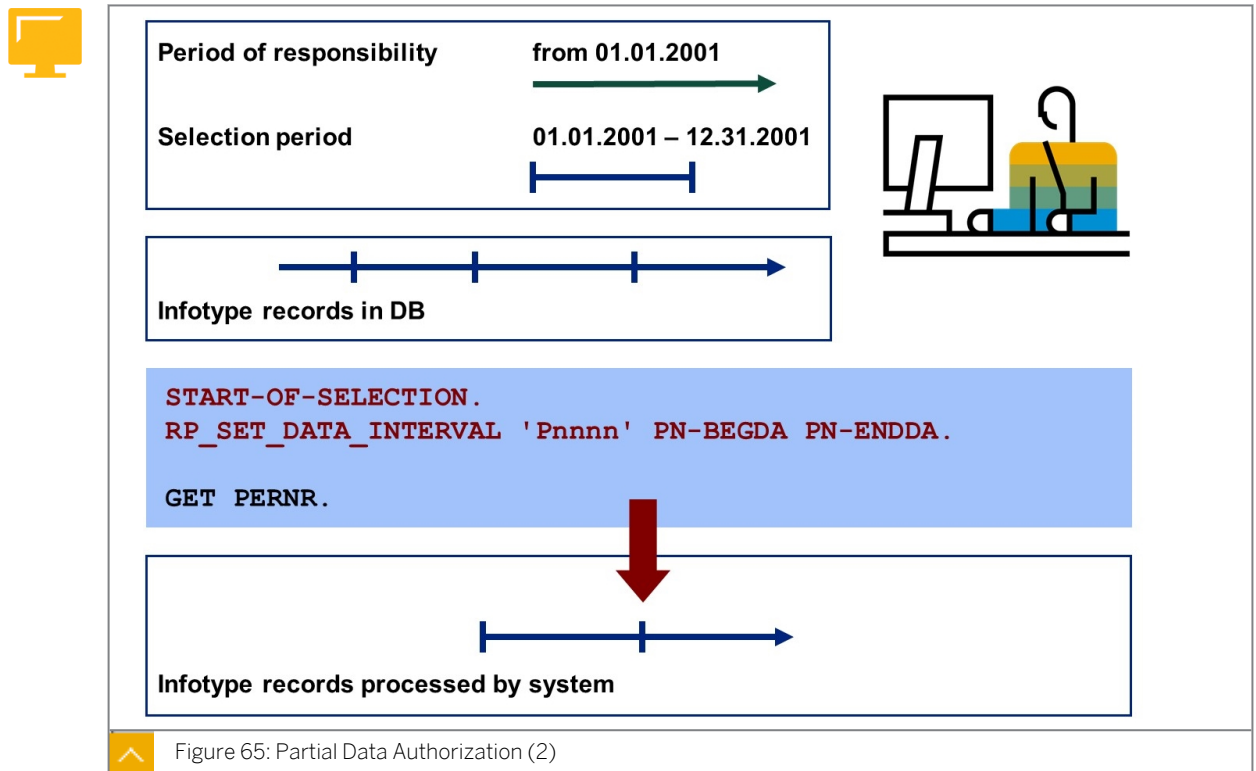 Period of responsibility from 01.01.2001
Selection period 01.01.2001 – 12.31.2001
Infotype records in DB
START-OF-SELECTION.
RP_SET_DATA_INTERVAL 'Pnnnn' PN-BEGDA PN-ENDDA.
GET PERNR.
Infotype records processed by system
Figure 65: Partial Data Authorization (2)